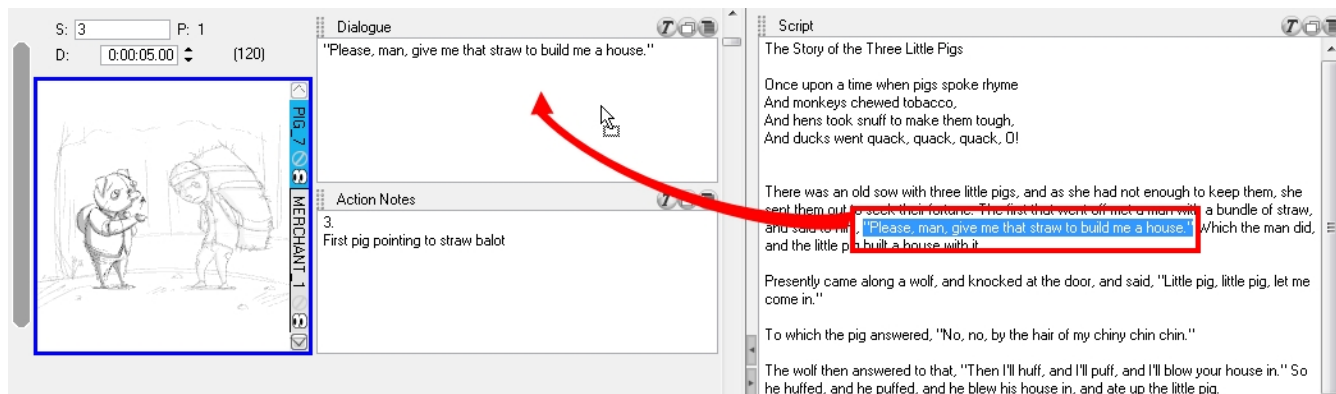 S: 3 P: 1
D: 0:00:05.00 (120)
PIG_7
MERCHANT_1
Dialogue
"Please, man, give me that straw to build me a house."
Action Notes
3.
First pig pointing to straw balot
Script
The Story of the Three Little Pigs
Once upon a time when pigs spoke rhyme
And monkeys chewed tobacco,
And hens took snuff to make them tough,
And ducks went quack, quack, quack, O!
There was an old sow with three little pigs, and as she had not enough to keep them, she
sent them out to seek their fortune. The first that went off met a man with a bundle of straw,
and said to him, "Please, man, give me that straw to build me a house." Which the man did,
and the little pig built a house with it.
Presently came along a wolf, and knocked at the door, and said, "Little pig, little pig, let me
come in."
To which the pig answered, "No, no, by the hair of my chiny chin chin."
The wolf then answered to that, "Then I'll huff, and I'll puff, and I'll blow your house in." So
he huffed, and he puffed, and he blew his house in, and ate up the little pig.